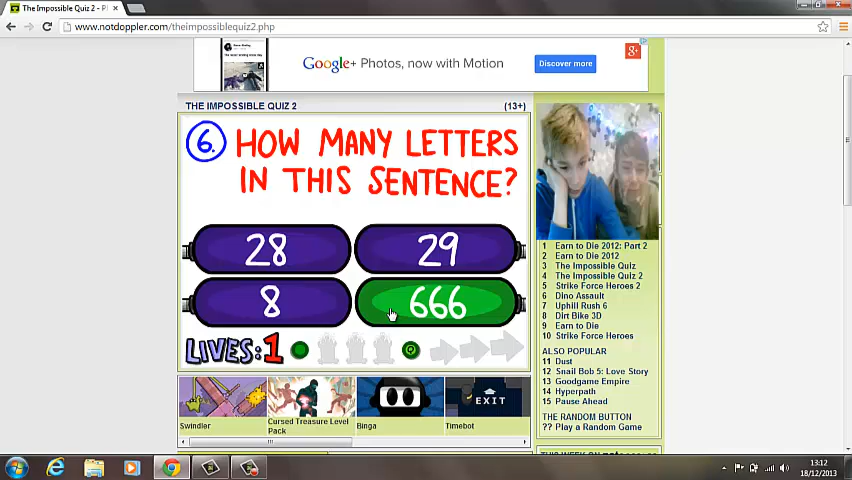 The Impossible Quiz 2 - P
www.notdoppler.com/theimpossiblequiz2.php
Google+ Photos, now with Motion
Discover more
g+
THE IMPOSSIBLE QUIZ 2 (13+)
6. HOW MANY LETTERS
IN THIS SENTENCE?
28 29
8 666
LIVES: 1
Swindler
Cursed Treasure Level
Pack
Binga
Timebot
EXIT
1 Earn to Die 2012: Part 2
2 Earn to Die 2012
3 The Impossible Quiz
4 The Impossible Quiz 2
5 Strike Force Heroes 2
6 Dino Assault
7 Uphill Rush 6
8 Dirt Bike 3D
9 Earn to Die
10 Strike Force Heroes
ALSO POPULAR
11 Dust
12 Snail Bob 5: Love Story
13 Goodgame Empire
14 Hyperpath
15 Pause Ahead
THE RANDOM BUTTON
?? Play a Random Game
13:12
18/12/2013